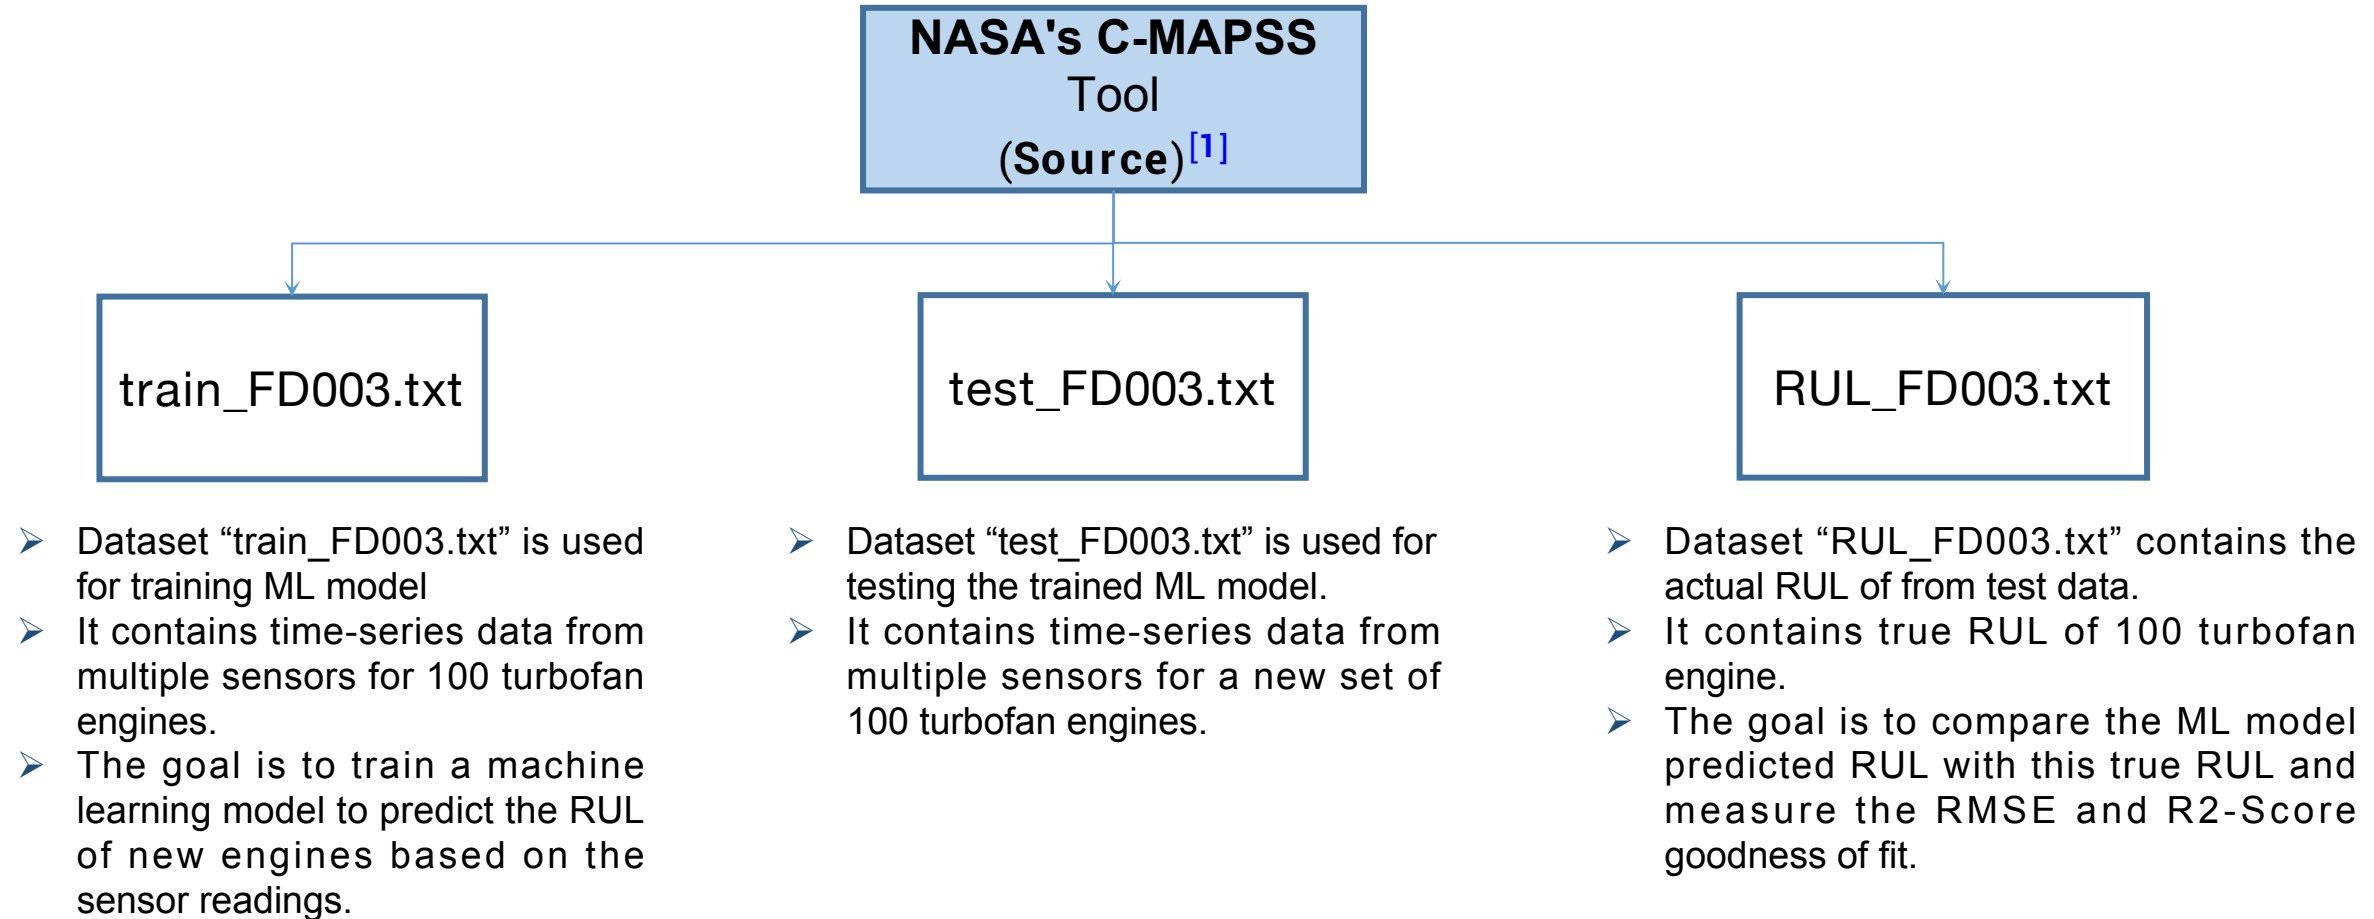 NASA's C-MAPSS
Tool
(Source)[1]
train_FD003.txt
test_FD003.txt
RUL_FD003.txt
➢ Dataset “train_FD003.txt” is used
for training ML model
➢ It contains time-series data from
multiple sensors for 100 turbofan
engines.
➢ The goal is to train a machine
learning model to predict the RUL
of new engines based on the
sensor readings.
➢ Dataset “test_FD003.txt” is used for
testing the trained ML model.
➢ It contains time-series data from
multiple sensors for a new set of
100 turbofan engines.
➢ Dataset “RUL_FD003.txt” contains the
actual RUL of from test data.
➢ It contains true RUL of 100 turbofan
engine.
➢ The goal is to compare the ML model
predicted RUL with this true RUL and
measure the RMSE and R2-Score
goodness of fit.